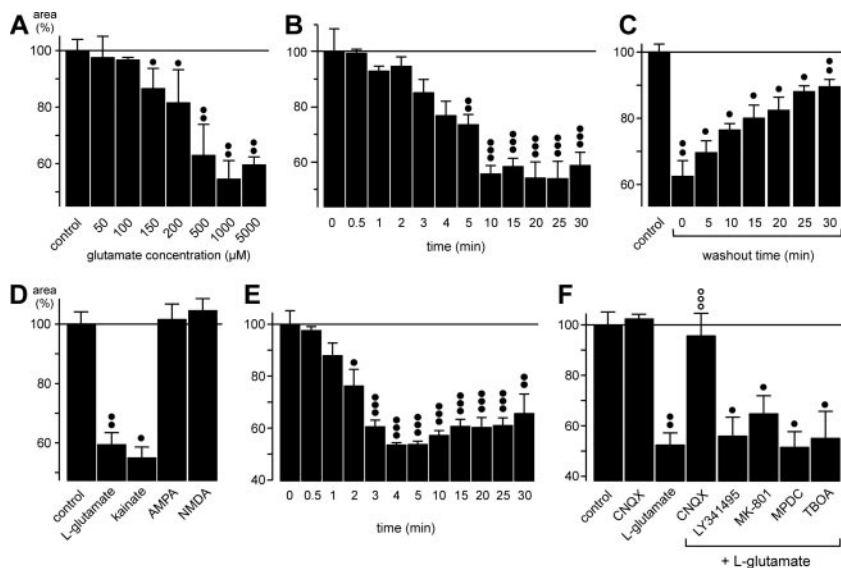 A
area
(%)
100
80
60
control
50
100
150
200
500
1000
5000
glutamate concentration (µM)
B
100
80
60
0 0.5 1 2 3 4 5 10 15 20 25 30
time (min)
C
100
80
60
control
0 5 10 15 20 25 30
washout time (min)
D
area
(%)
100
80
60
control
L-glutamate
kainate
AMPA
NMDA
E
100
80
60
40
0 0.5 1 2 3 4 5 10 15 20 25 30
time (min)
F
100
80
60
40
control
CNQX
L-glutamate
CNQX
LY341495
MK-801
MPDC
TBOA
+ L-glutamate